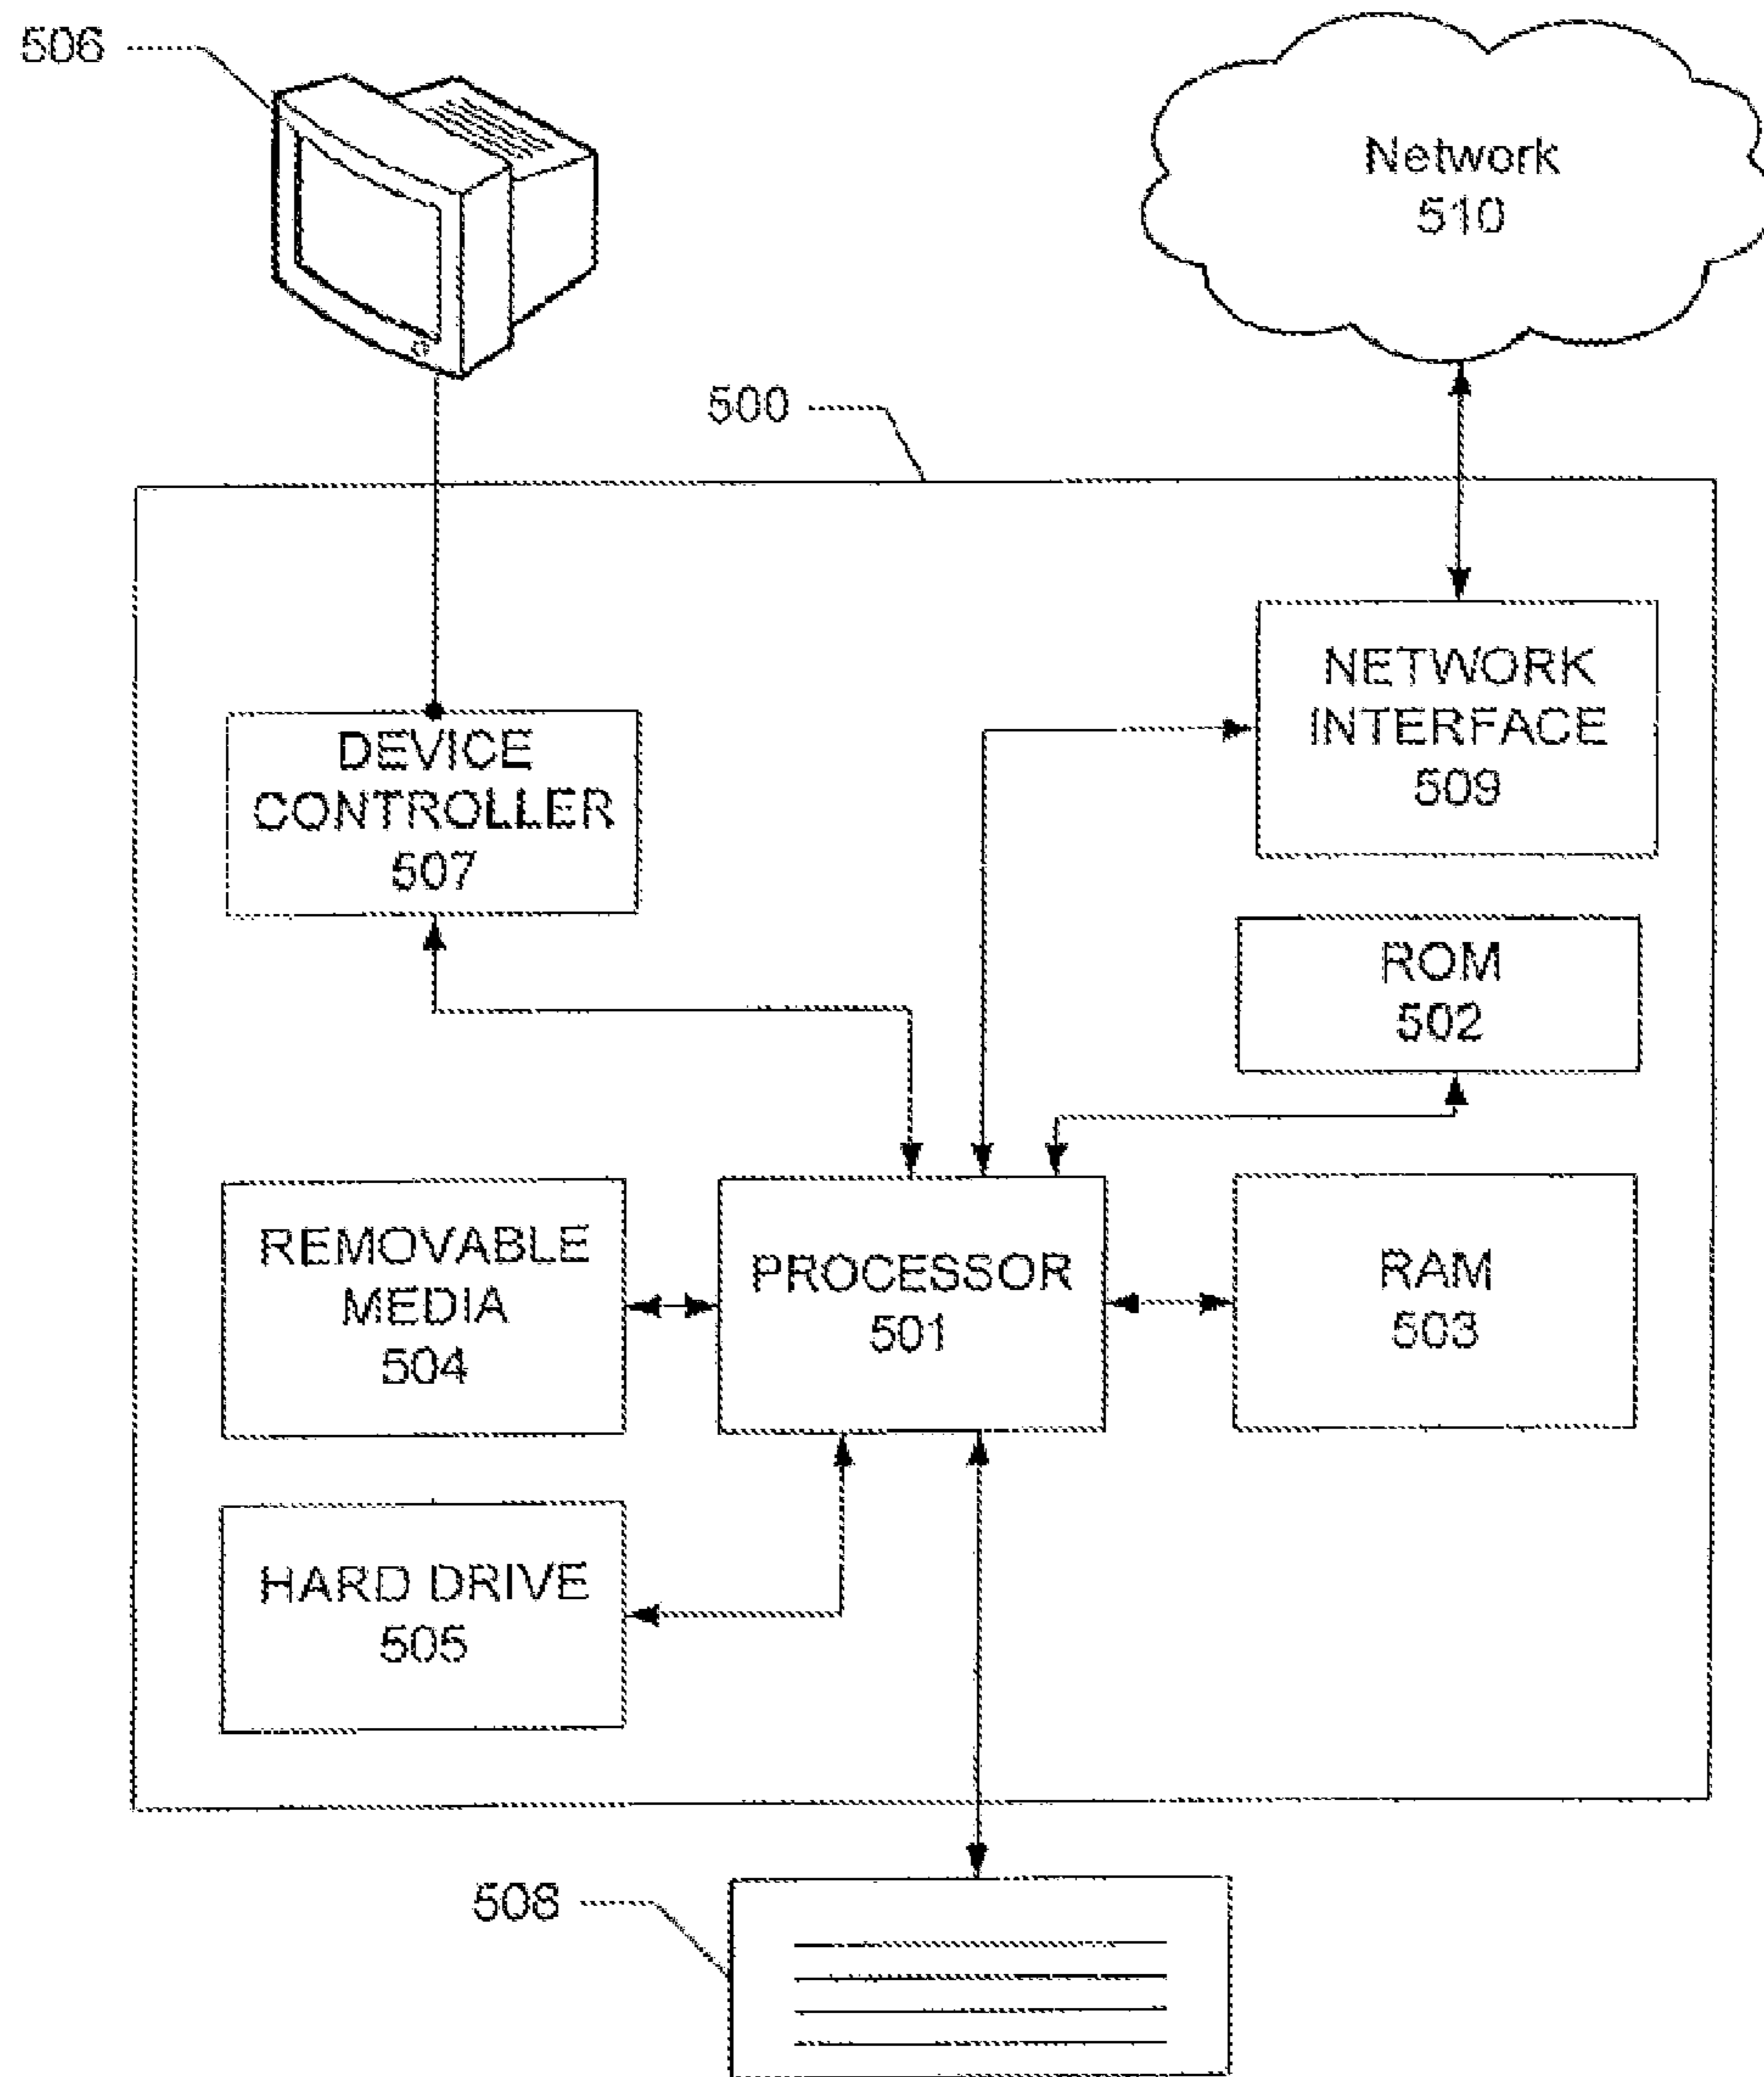 506
Network
510
500
NETWORK
INTERFACE
509
DEVICE
CONTROLLER
507
ROM
502
REMOVABLE
MEDIA
504
PROCESSOR
501
RAM
503
HARD DRIVE
505
508